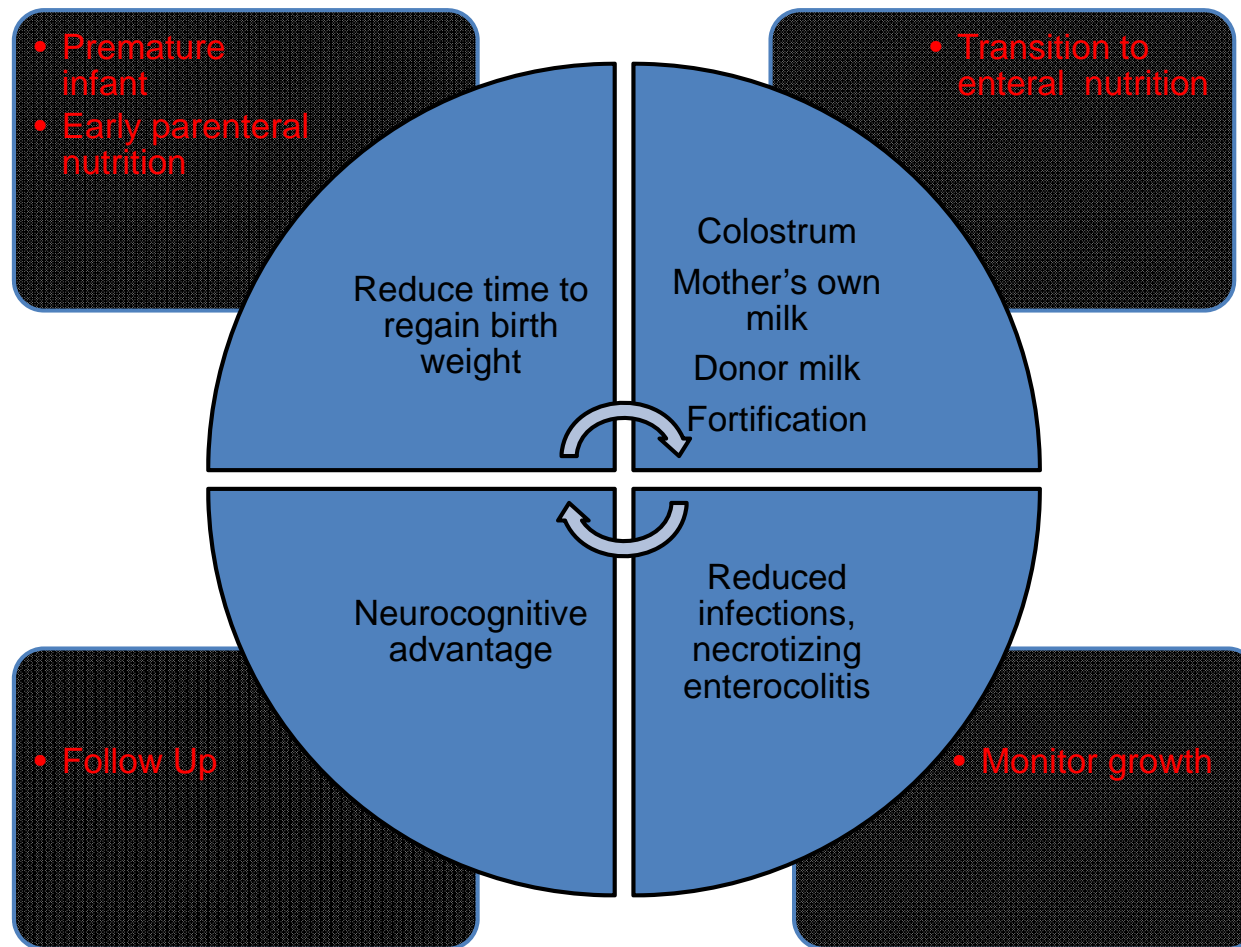 • Premature
infant
• Early parenteral
nutrition
• Transition to
enteral nutrition
Reduce time to
regain birth
weight
Colostrum
Mother’s own
milk
Donor milk
Fortification
Neurocognitive
advantage
Reduced
infections,
necrotizing
enterocolitis
• Follow Up
• Monitor growth